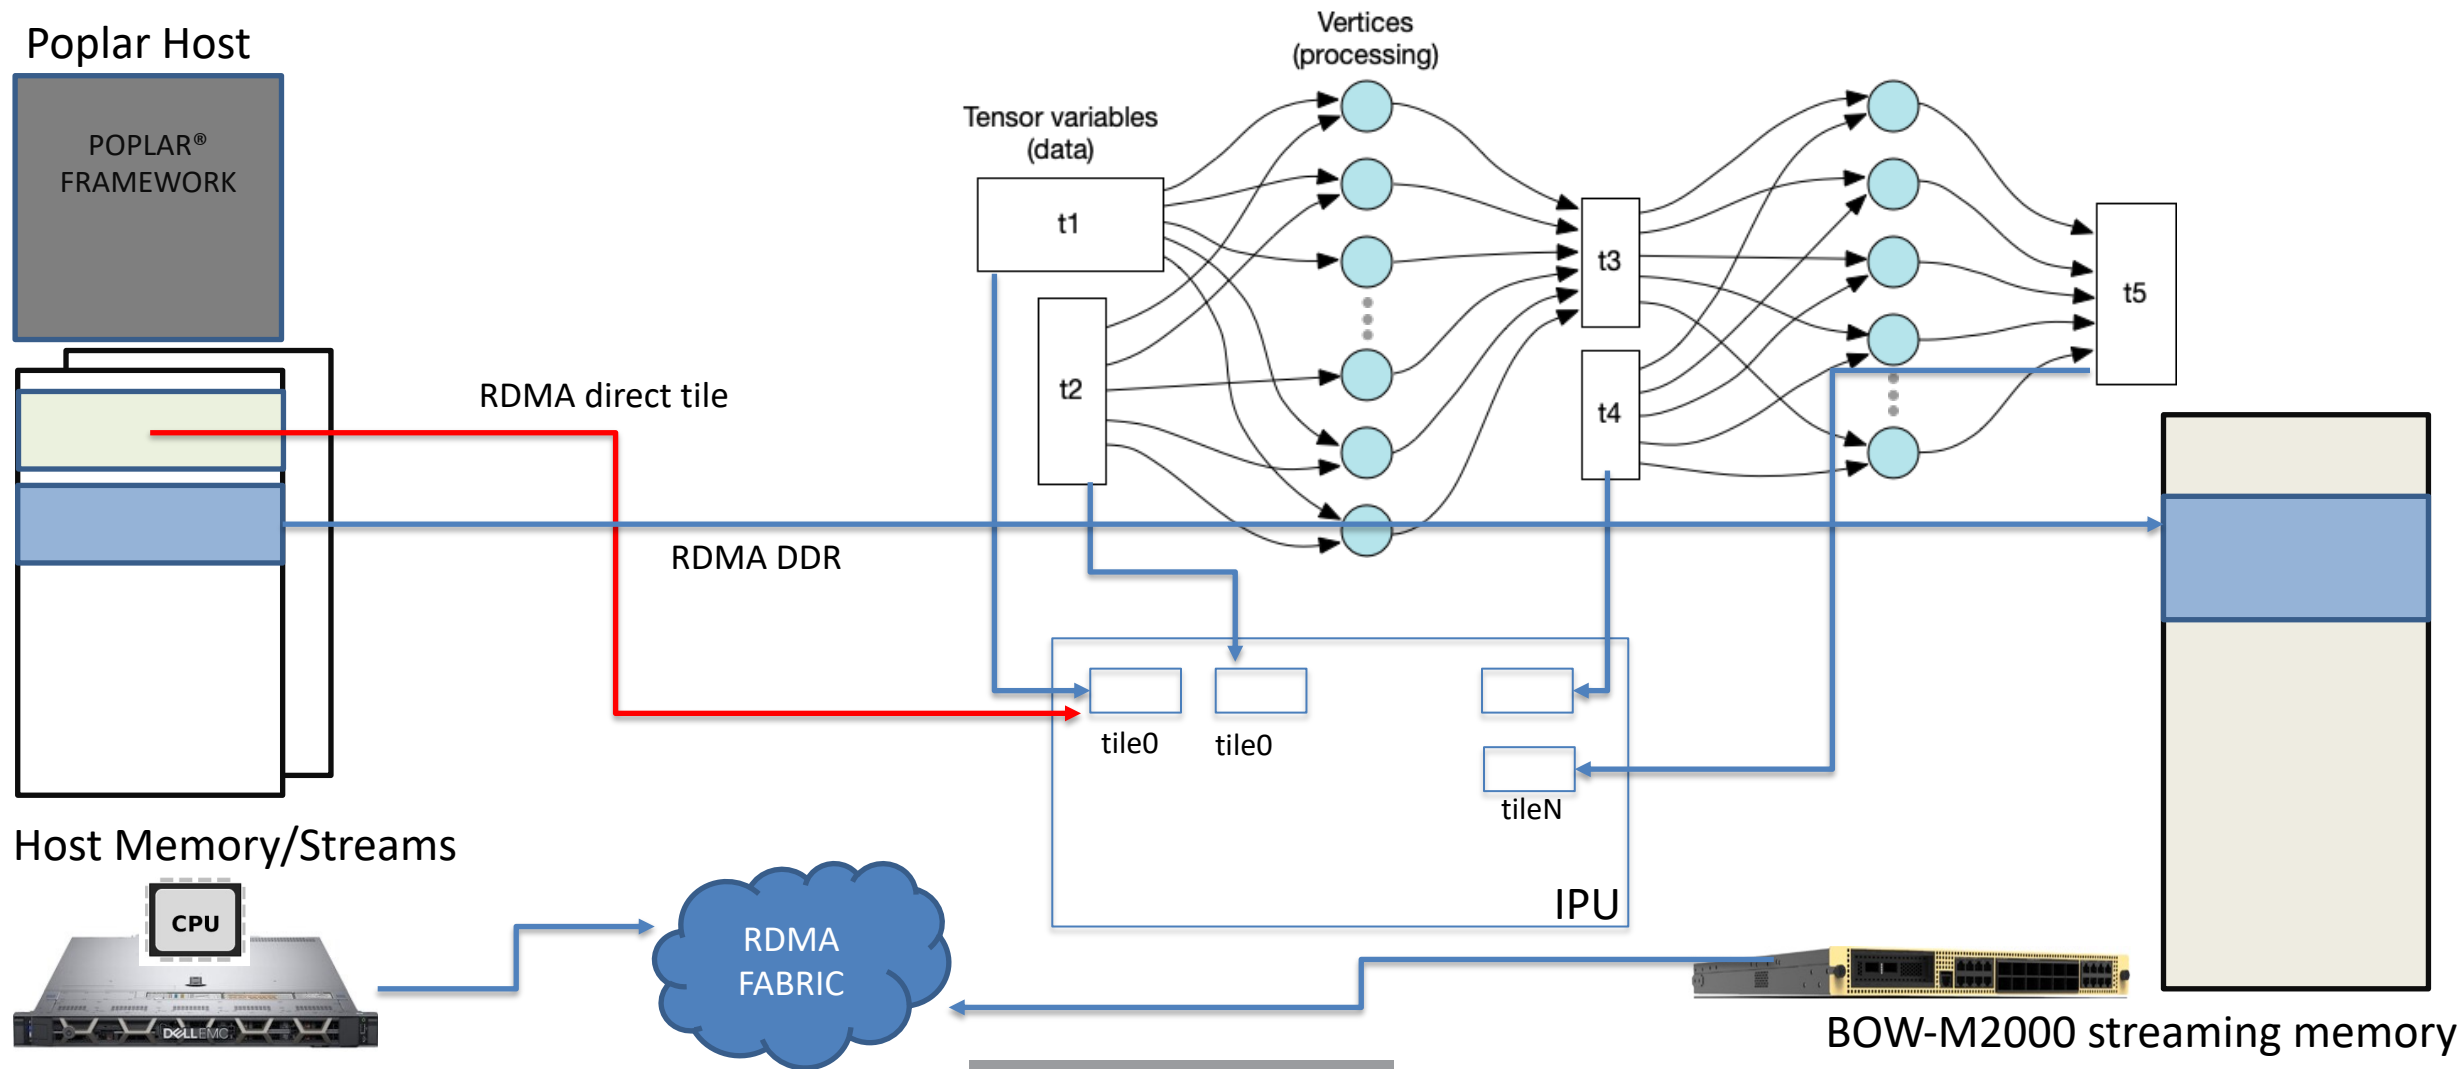 Poplar Host
POPLAR®
FRAMEWORK
Vertices
(processing)
Tensor variables
(data)
t1
t2
t3
t4
t5
RDMA direct tile
RDMA DDR
tile0
tile0
tileN
IPU
Host Memory/Streams
CPU
DELLEMC
RDMA
FABRIC
BOW-M2000 streaming memory